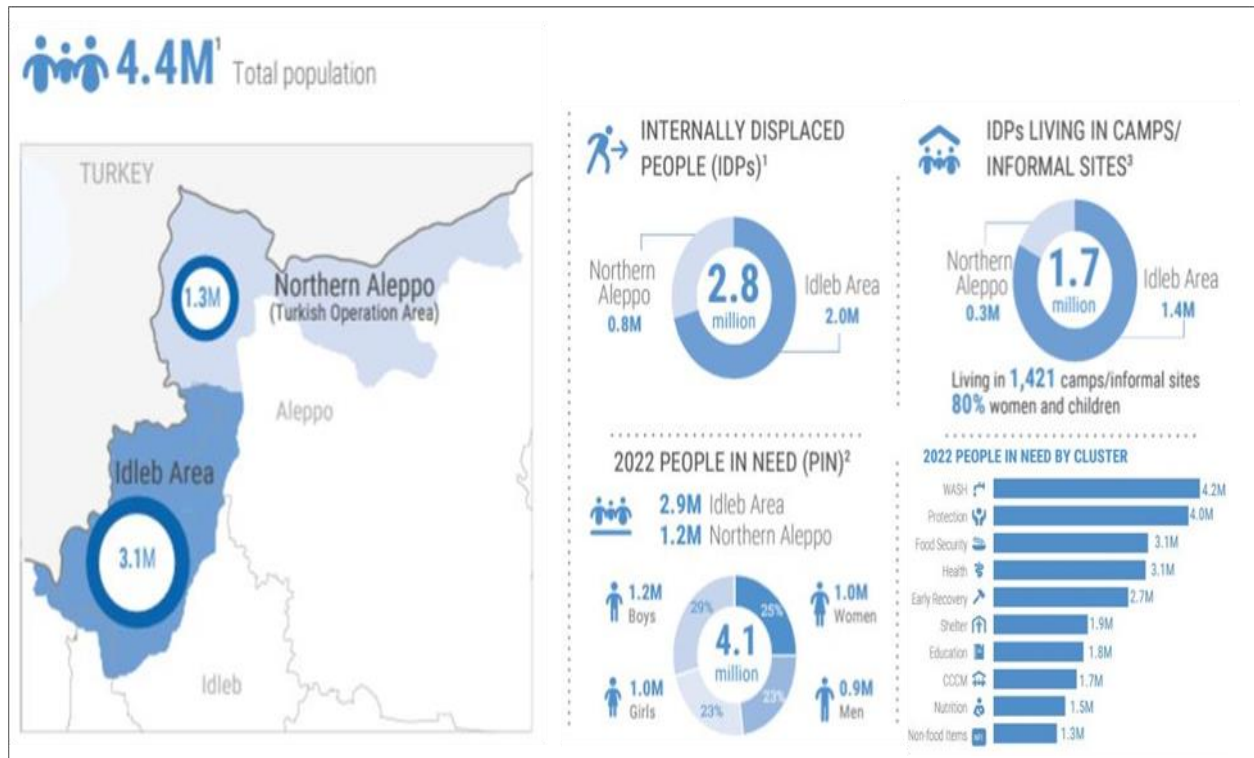 4.4M¹ Total population
TURKEY
1.3M
Northern Aleppo
(Turkish Operation Area)
Aleppo
Idleb Area
3.1M
Idleb
INTERNALLY DISPLACED
PEOPLE (IDPs)¹
Northern
Aleppo
0.8M
2.8
million
Idleb Area
2.0M
IDPs LIVING IN CAMPS/
INFORMAL SITES³
Northern
Aleppo
0.3M
1.7
million
Idleb Area
1.4M
Living in 1,421 camps/informal sites
80% women and children
2022 PEOPLE IN NEED (PIN)²
2.9M Idleb Area
1.2M Northern Aleppo
1.2M
Boys
29%
25%
1.0M
Women
4.1
million
1.0M
Girls
23%
23%
0.9M
Men
2022 PEOPLE IN NEED BY CLUSTER
WASH 4.2M
Protection 4.0M
Food Security 3.1M
Health 3.1M
Early Recovery 2.7M
Shelter 1.9M
Education 1.8M
CCCM 1.7M
Nutrition 1.5M
Non-food Items 1.3M